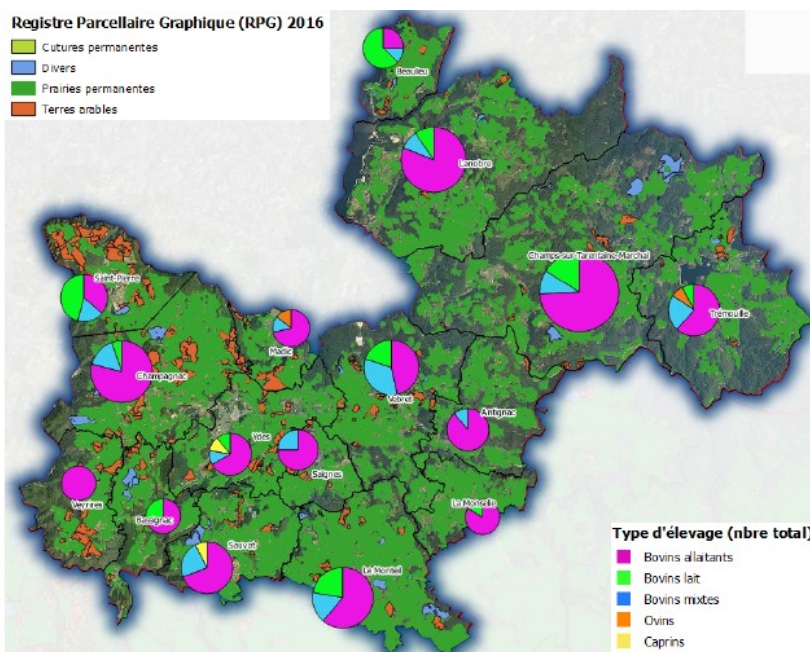 Registre Parcellaire Graphique (RPG) 2016
Cutures permanentes
Divers
Prairies permanentes
Terres arables
Beaulieu
Lanobre
Champs-sur-Tarentaine-Marchal
Trémouille
Saint-Pierre
Madic
Champagnac
Vebret
Antignac
Ydes
Saignes
Veyrières
Bassignac
La Monselie
Sauvat
Le Monteil
Type d'élevage (nbre total)
Bovins allaitants
Bovins lait
Bovins mixtes
Ovins
Caprins